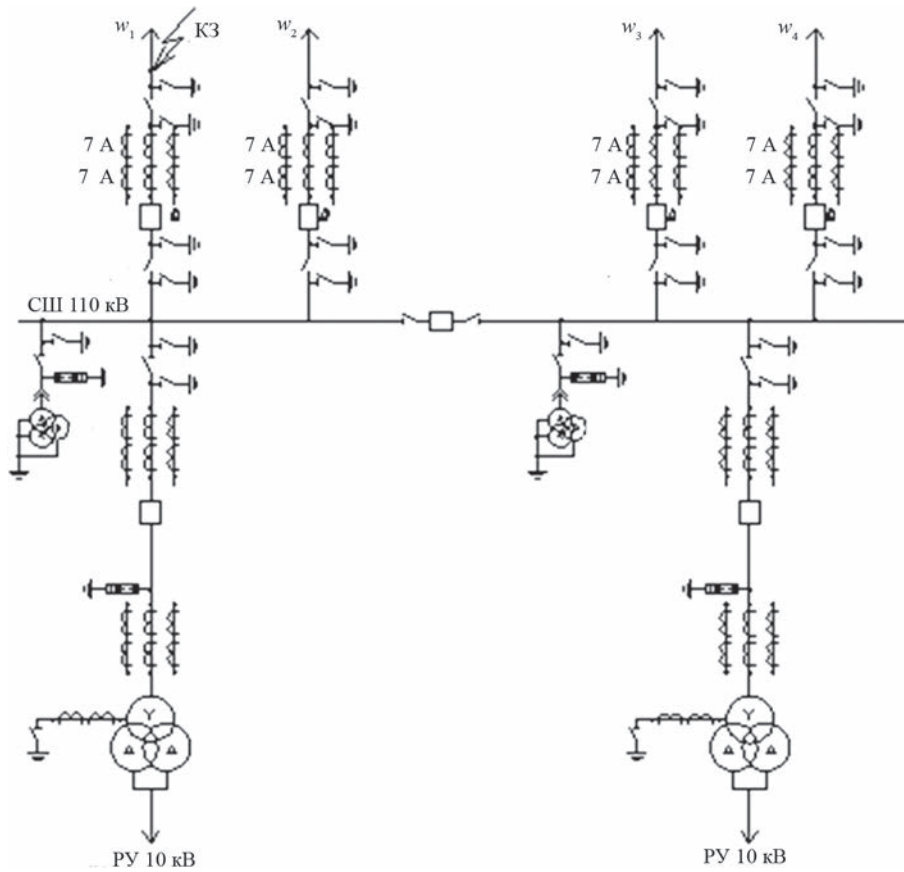 w1 КЗ w2 w3 w4
7 А 7 А 7 А 7 А
7 А 7 А 7 А 7 А
СШ 110 кВ
Y Y
Δ Δ Δ Δ
РУ 10 кВ РУ 10 кВ